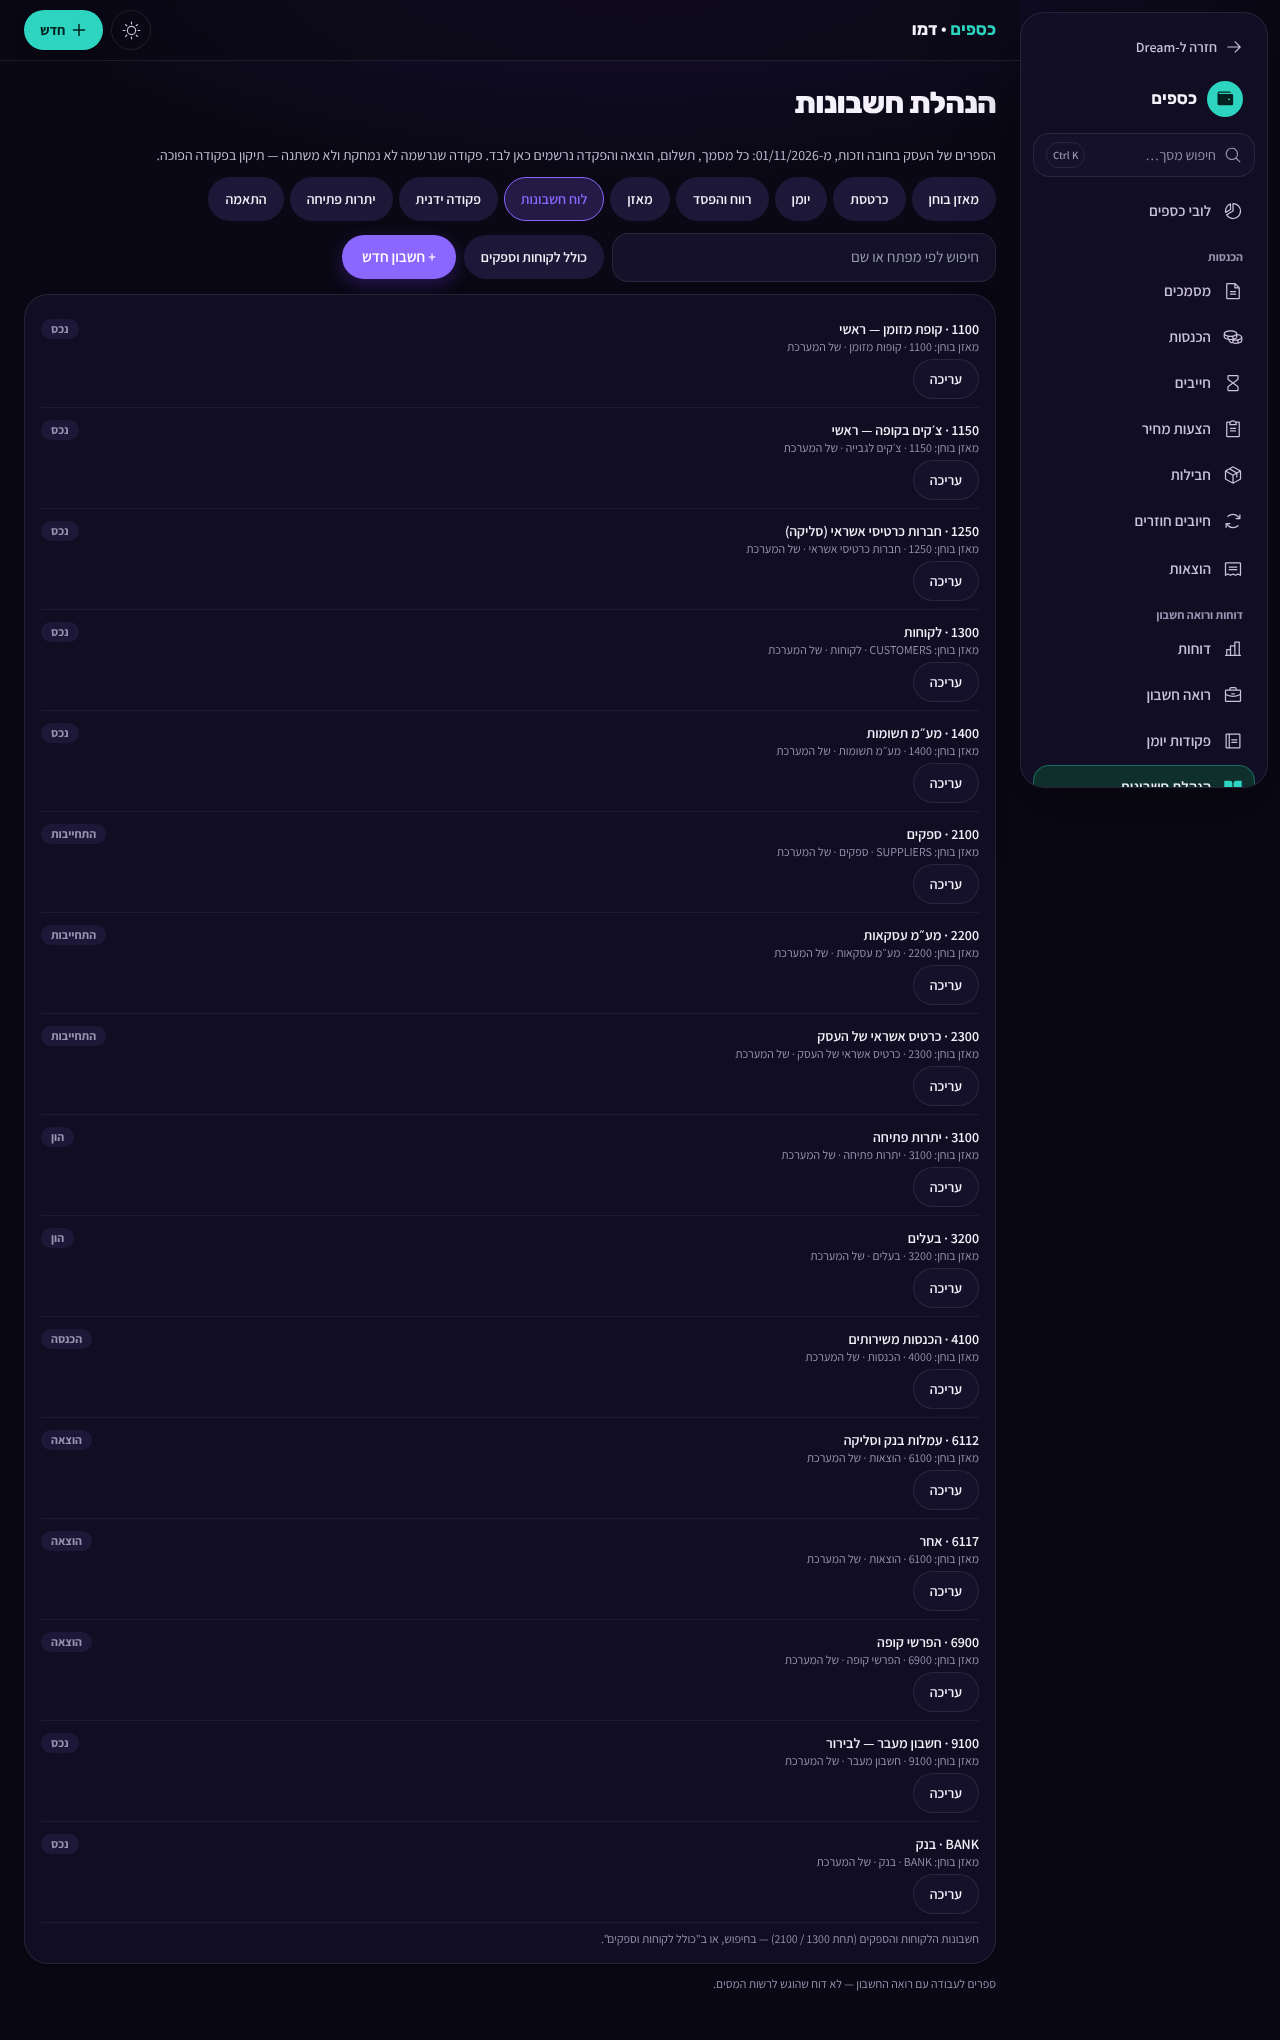 חזרה ל-Dream
כספים
חיפוש מסך…
Ctrl K
לובי כספים
הכנסות
מסמכים
הכנסות
חייבים
הצעות מחיר
חבילות
חיובים חוזרים
הוצאות
דוחות ורואה חשבון
דוחות
רואה חשבון
פקודות יומן
הנהלת חשבונות
כספים • דמו
חדש
הנהלת חשבונות
הספרים של העסק בחובה וזכות, מ-01/11/2026: כל מסמך, תשלום, הוצאה והפקדה נרשמים כאן לבד. פקודה שנרשמה לא נמחקת ולא משתנה — תיקון בפקודה הפוכה.
מאזן בוחן
כרטסת
יומן
רווח והפסד
מאזן
לוח חשבונות
פקודה ידנית
יתרות פתיחה
התאמה
חיפוש לפי מפתח או שם
כולל לקוחות וספקים
+ חשבון חדש
1100 · קופת מזומן — ראשי
נכס
מאזן בוחן: 1100 · קופות מזומן · של המערכת
עריכה
1150 · צ׳קים בקופה — ראשי
נכס
מאזן בוחן: 1150 · צ׳קים לגבייה · של המערכת
עריכה
1250 · חברות כרטיסי אשראי (סליקה)
נכס
מאזן בוחן: 1250 · חברות כרטיסי אשראי · של המערכת
עריכה
1300 · לקוחות
נכס
מאזן בוחן: CUSTOMERS · לקוחות · של המערכת
עריכה
1400 · מע״מ תשומות
נכס
מאזן בוחן: 1400 · מע״מ תשומות · של המערכת
עריכה
2100 · ספקים
התחייבות
מאזן בוחן: SUPPLIERS · ספקים · של המערכת
עריכה
2200 · מע״מ עסקאות
התחייבות
מאזן בוחן: 2200 · מע״מ עסקאות · של המערכת
עריכה
2300 · כרטיס אשראי של העסק
התחייבות
מאזן בוחן: 2300 · כרטיס אשראי של העסק · של המערכת
עריכה
3100 · יתרות פתיחה
הון
מאזן בוחן: 3100 · יתרות פתיחה · של המערכת
עריכה
3200 · בעלים
הון
מאזן בוחן: 3200 · בעלים · של המערכת
עריכה
4100 · הכנסות משירותים
הכנסה
מאזן בוחן: 4000 · הכנסות · של המערכת
עריכה
6112 · עמלות בנק וסליקה
הוצאה
מאזן בוחן: 6100 · הוצאות · של המערכת
עריכה
6117 · אחר
הוצאה
מאזן בוחן: 6100 · הוצאות · של המערכת
עריכה
6900 · הפרשי קופה
הוצאה
מאזן בוחן: 6900 · הפרשי קופה · של המערכת
עריכה
9100 · חשבון מעבר — לבירור
נכס
מאזן בוחן: 9100 · חשבון מעבר · של המערכת
עריכה
BANK · בנק
נכס
מאזן בוחן: BANK · בנק · של המערכת
עריכה
חשבונות הלקוחות והספקים (תחת 1300 / 2100) — בחיפוש, או ב"כולל לקוחות וספקים".
ספרים לעבודה עם רואה החשבון — לא דוח שהוגש לרשות המסים.